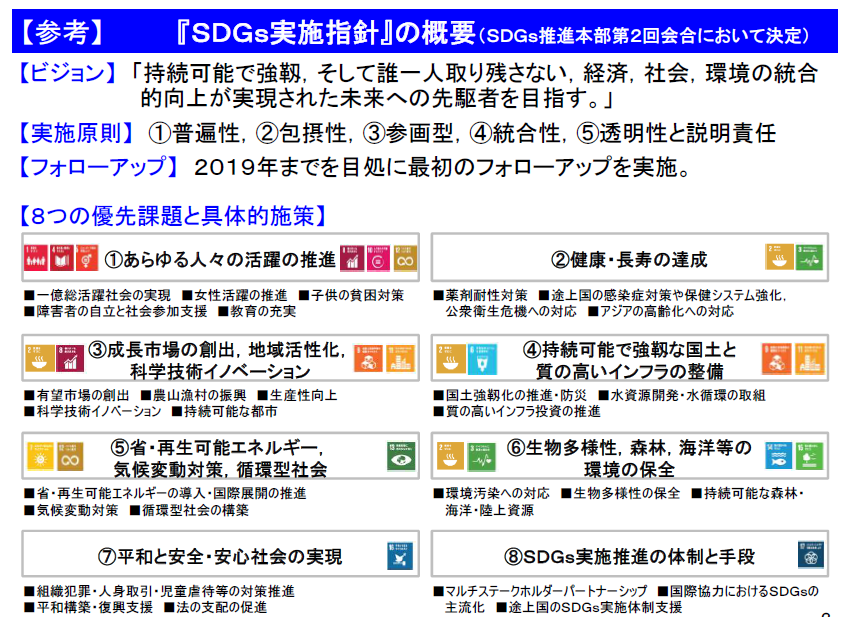 【参考】 『SDGs実施指針』の概要(SDGs推進本部第2回会合において決定)
【ビジョン】 「持続可能で強靱,そして誰一人取り残さない,経済,社会,環境の統合
的向上が実現された未来への先駆者を目指す。」
【実施原則】 ①普遍性,②包摂性,③参画型,④統合性,⑤透明性と説明責任
【フォローアップ】 2019年までを目処に最初のフォローアップを実施。
【8つの優先課題と具体的施策】
①あらゆる人々の活躍の推進
■一億総活躍社会の実現 ■女性活躍の推進 ■子供の貧困対策
■障害者の自立と社会参加支援 ■教育の充実
②健康・長寿の達成
■薬剤耐性対策 ■途上国の感染症対策や保健システム強化,
公衆衛生危機への対応 ■アジアの高齢化への対応
③成長市場の創出,地域活性化,
科学技術イノベーション
■有望市場の創出 ■農山漁村の振興 ■生産性向上
■科学技術イノベーション ■持続可能な都市
④持続可能で強靱な国土と
質の高いインフラの整備
■国土強靱化の推進・防災 ■水資源開発・水循環の取組
■質の高いインフラ投資の推進
⑤省・再生可能エネルギー,
気候変動対策,循環型社会
■省・再生可能エネルギーの導入・国際展開の推進
■気候変動対策 ■循環型社会の構築
⑥生物多様性,森林,海洋等の
環境の保全
■環境汚染への対応 ■生物多様性の保全 ■持続可能な森林・
海洋・陸上資源
⑦平和と安全・安心社会の実現
■組織犯罪・人身取引・児童虐待等の対策推進
■平和構築・復興支援 ■法の支配の促進
⑧SDGs実施推進の体制と手段
■マルチステークホルダーパートナーシップ ■国際協力におけるSDGsの
主流化 ■途上国のSDGs実施体制支援